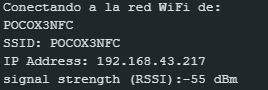 Conectando a la red WiFi de:
POCOX3NFC
SSID: POCOX3NFC
IP Address: 192.168.43.217
signal strength (RSSI):-55 dBm